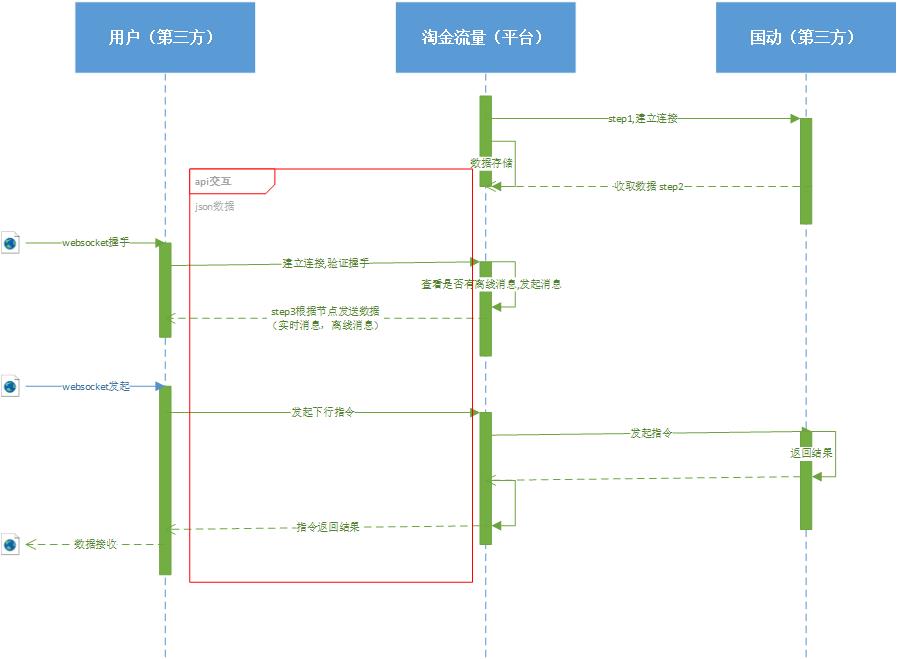 用户（第三方）
淘金流量（平台）
国动（第三方）
step1,建立连接
数据存储
api交互
收取数据 step2
json数据
websocket握手
建立连接,验证握手
查看是否有离线消息,发起消息
step3根据节点发送数据
（实时消息，离线消息）
websocket发起
发起下行指令
发起指令
返回结果
指令返回结果
数据接收